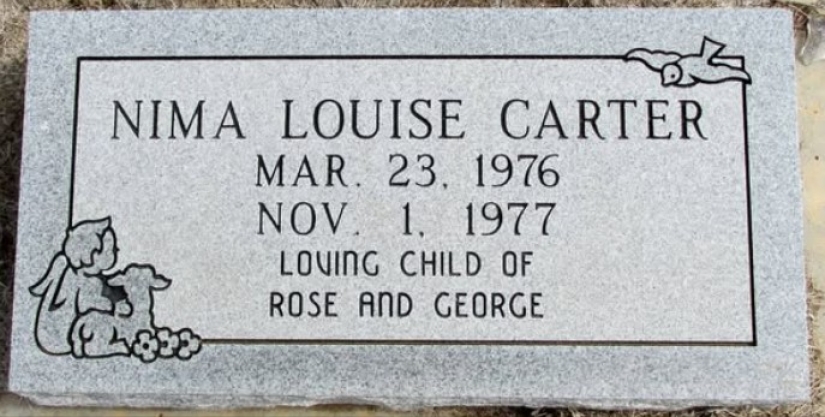 NIMA LOUISE CARTER
MAR. 23, 1976
NOV. 1, 1977
LOVING CHILD OF
ROSE AND GEORGE